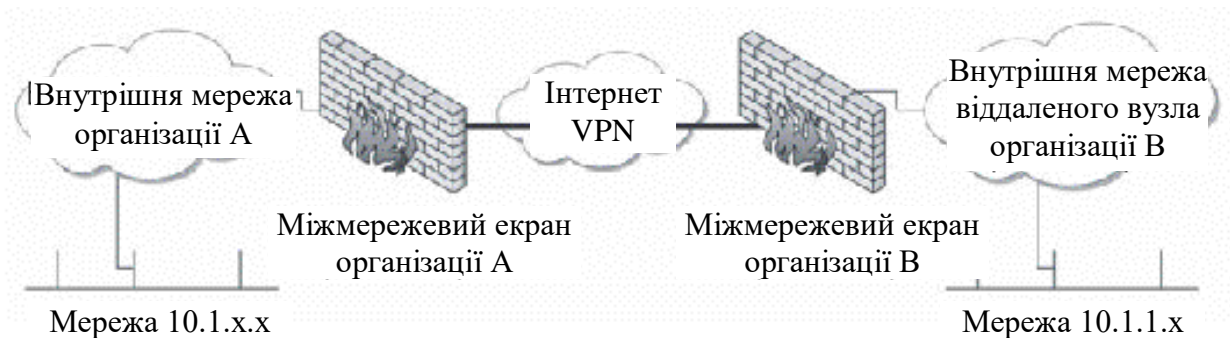 Внутрішня мережа
організації А
Інтернет
VPN
Внутрішня мережа
віддаленого вузла
організації В
Міжмережевий екран
організації А
Міжмережевий екран
організації В
Мережа 10.1.x.x
Мережа 10.1.1.x